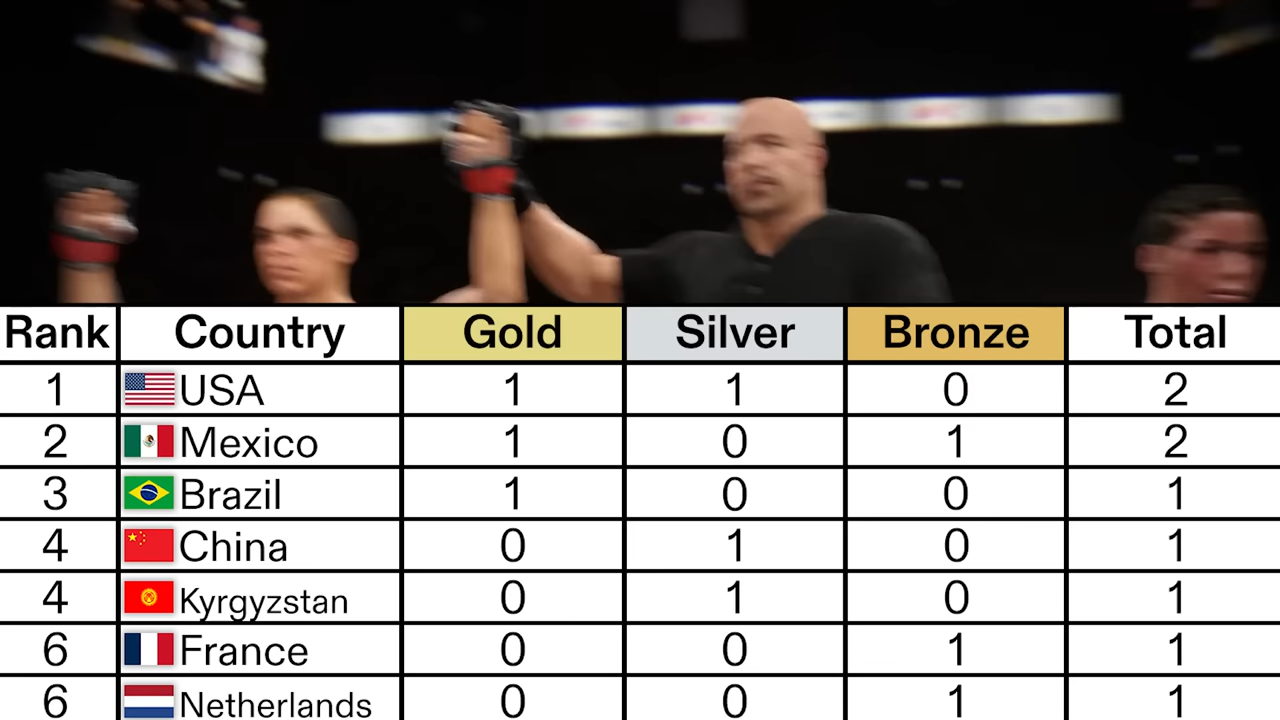 Rank Country Gold Silver Bronze Total
1 USA 1 1 0 2
2 Mexico 1 0 1 2
3 Brazil 1 0 0 1
4 China 0 1 0 1
4 Kyrgyzstan 0 1 0 1
6 France 0 0 1 1
6 Netherlands 0 0 1 1